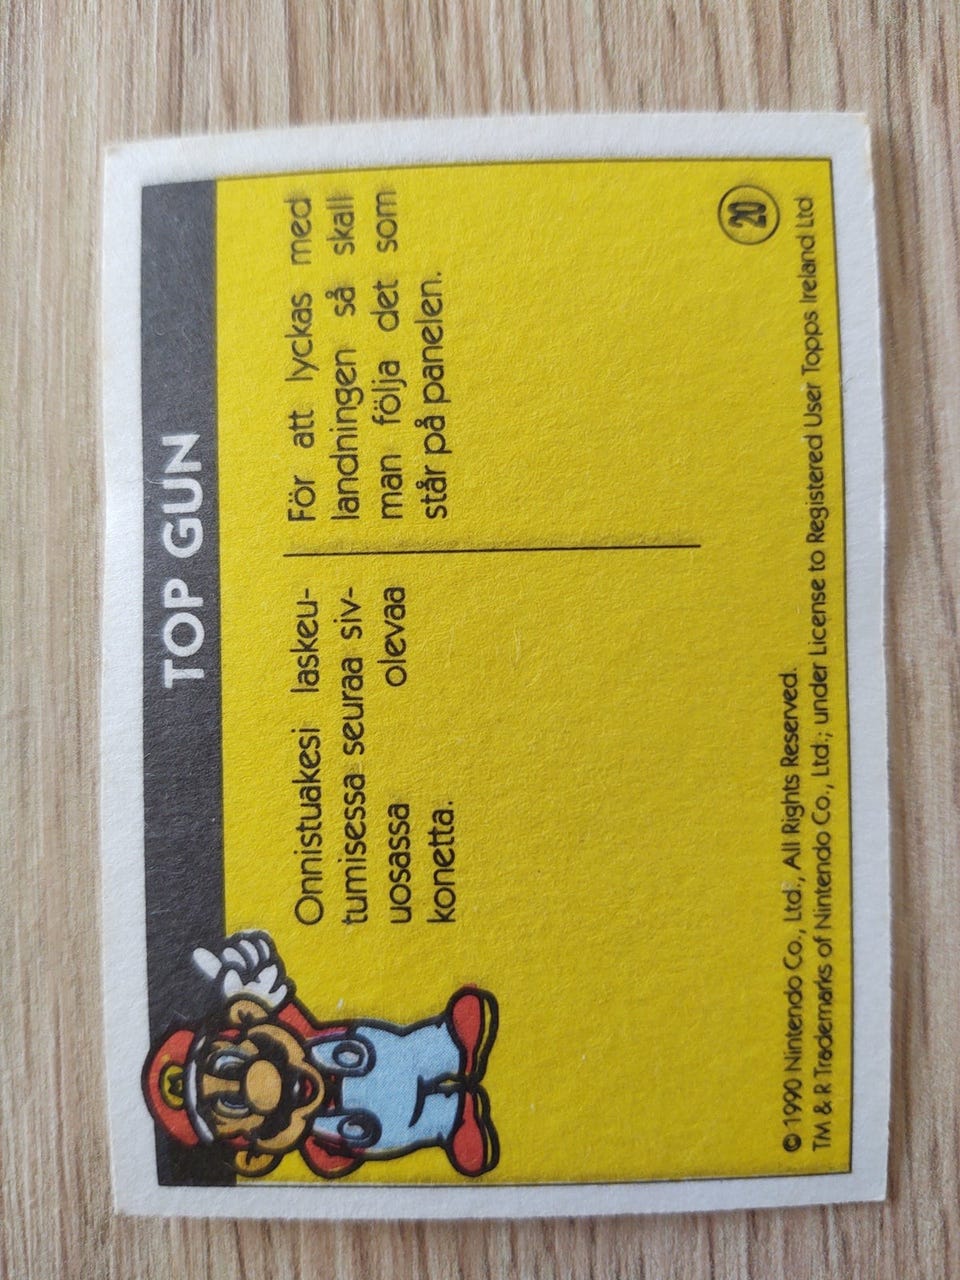 TOP GUN
Onnistuakesi laskeu-
tumisessa seuraa siv-
uosassa olevaa
konetta.
För att lyckas med
landningen så skall
man följa det som
står på panelen.
20
© 1990 Nintendo Co., Ltd., All Rights Reserved.
TM & R Trademarks of Nintendo Co., Ltd.; under License to Registered User Topps Ireland Ltd
M